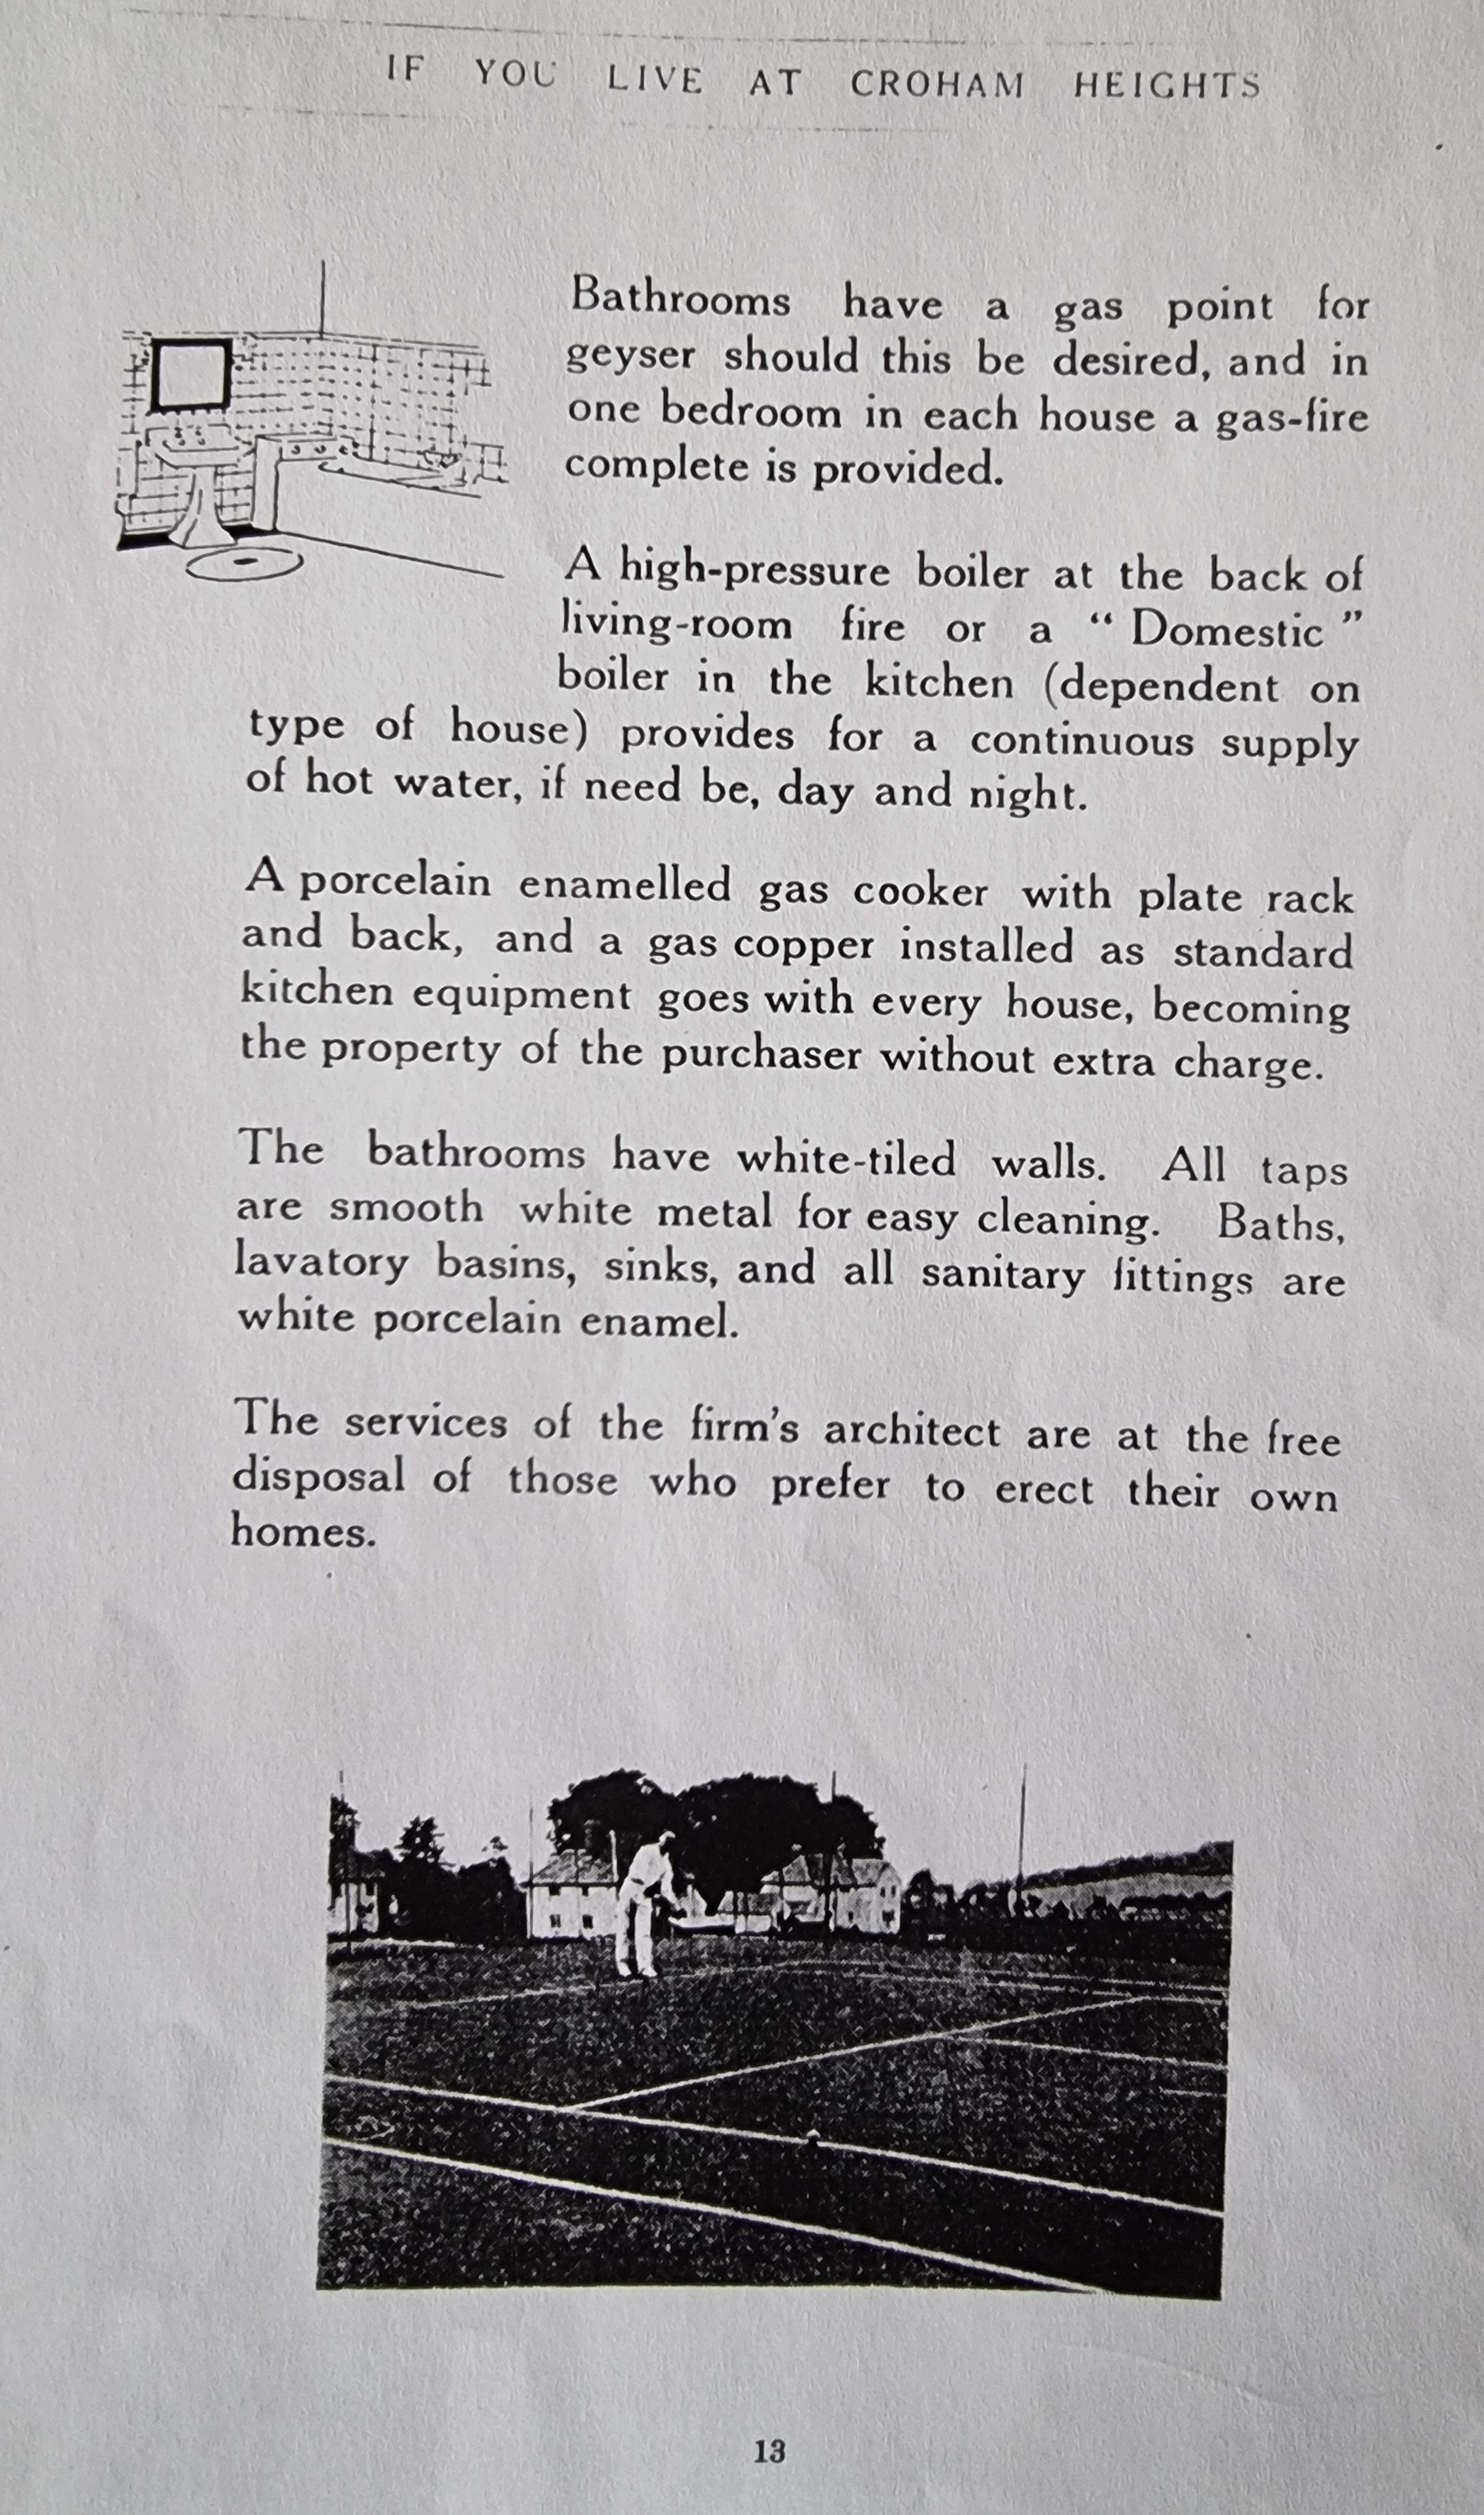 IF YOU LIVE AT CROHAM HEIGHTS
Bathrooms have a gas point for
geyser should this be desired, and in
one bedroom in each house a gas-fire
complete is provided.
A high-pressure boiler at the back of
living-room fire or a “ Domestic ”
boiler in the kitchen (dependent on
type of house) provides for a continuous supply
of hot water, if need be, day and night.
A porcelain enamelled gas cooker with plate rack
and back, and a gas copper installed as standard
kitchen equipment goes with every house, becoming
the property of the purchaser without extra charge.
The bathrooms have white-tiled walls. All taps
are smooth white metal for easy cleaning. Baths,
lavatory basins, sinks, and all sanitary fittings are
white porcelain enamel.
The services of the firm’s architect are at the free
disposal of those who prefer to erect their own
homes.
13